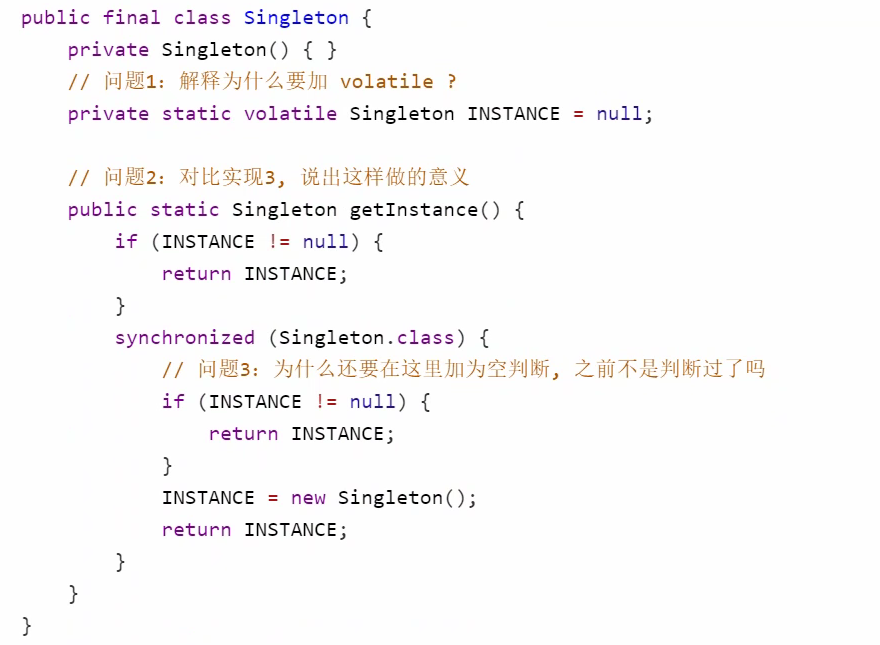 public final class Singleton {
    private Singleton() { }
    // 问题1：解释为什么要加 volatile ?
    private static volatile Singleton INSTANCE = null;

    // 问题2：对比实现3, 说出这样做的意义
    public static Singleton getInstance() {
        if (INSTANCE != null) {
            return INSTANCE;
        }
        synchronized (Singleton.class) {
            // 问题3：为什么还要在这里加为空判断, 之前不是判断过了吗
            if (INSTANCE != null) {
                return INSTANCE;
            }
            INSTANCE = new Singleton();
            return INSTANCE;
        }
    }
}